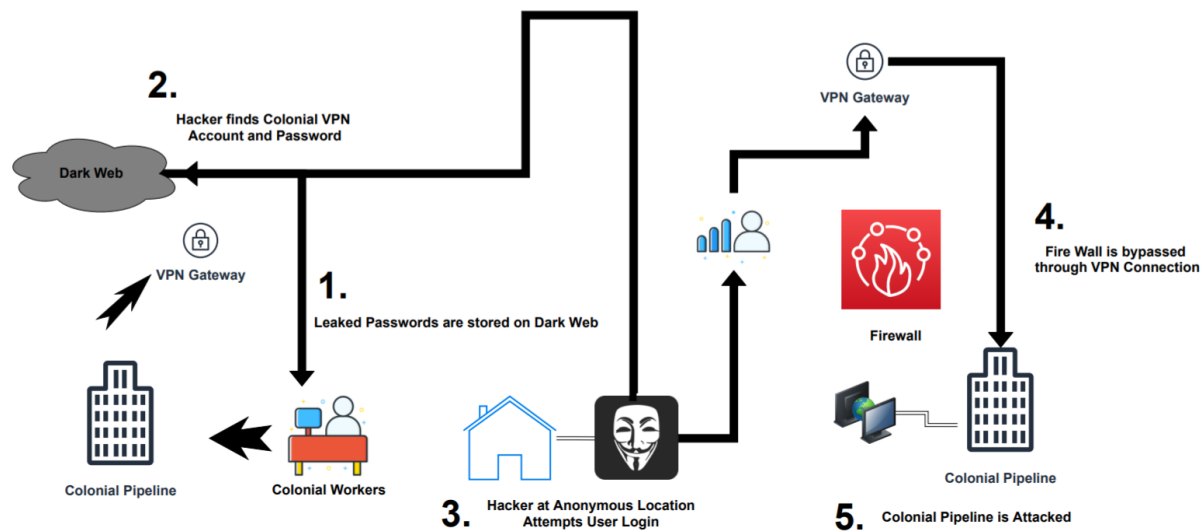 2.
Hacker finds Colonial VPN
Account and Password
Dark Web
VPN Gateway
1.
Leaked Passwords are stored on Dark Web
Colonial Pipeline
Colonial Workers
3.
Hacker at Anonymous Location
Attempts User Login
VPN Gateway
4.
Fire Wall is bypassed
through VPN Connection
Firewall
Colonial Pipeline
5.
Colonial Pipeline is Attacked